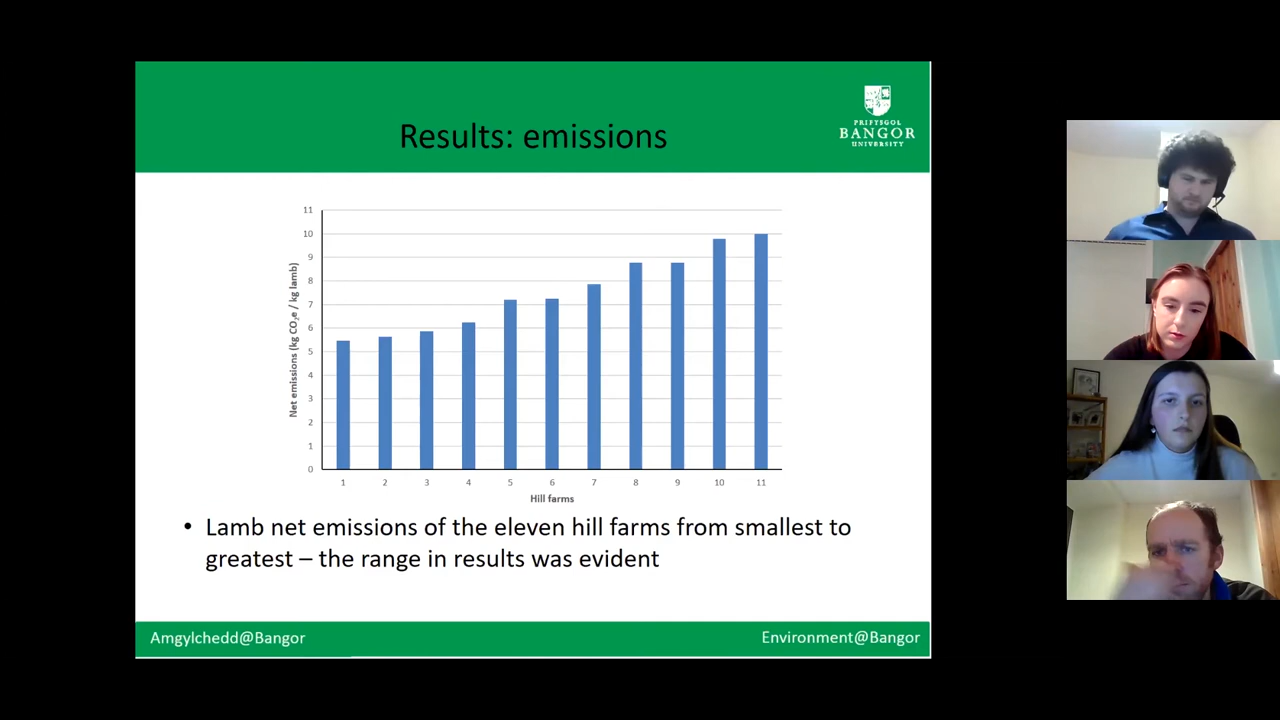 Results: emissions
PRIFYSGOL
BANGOR
UNIVERSITY
11
10
9
8
7
6
5
4
3
2
1
0
Net emissions (kg CO₂e / kg lamb)
1 2 3 4 5 6 7 8 9 10 11
Hill farms
• Lamb net emissions of the eleven hill farms from smallest to
greatest – the range in results was evident
Amgylchedd@Bangor
Environment@Bangor